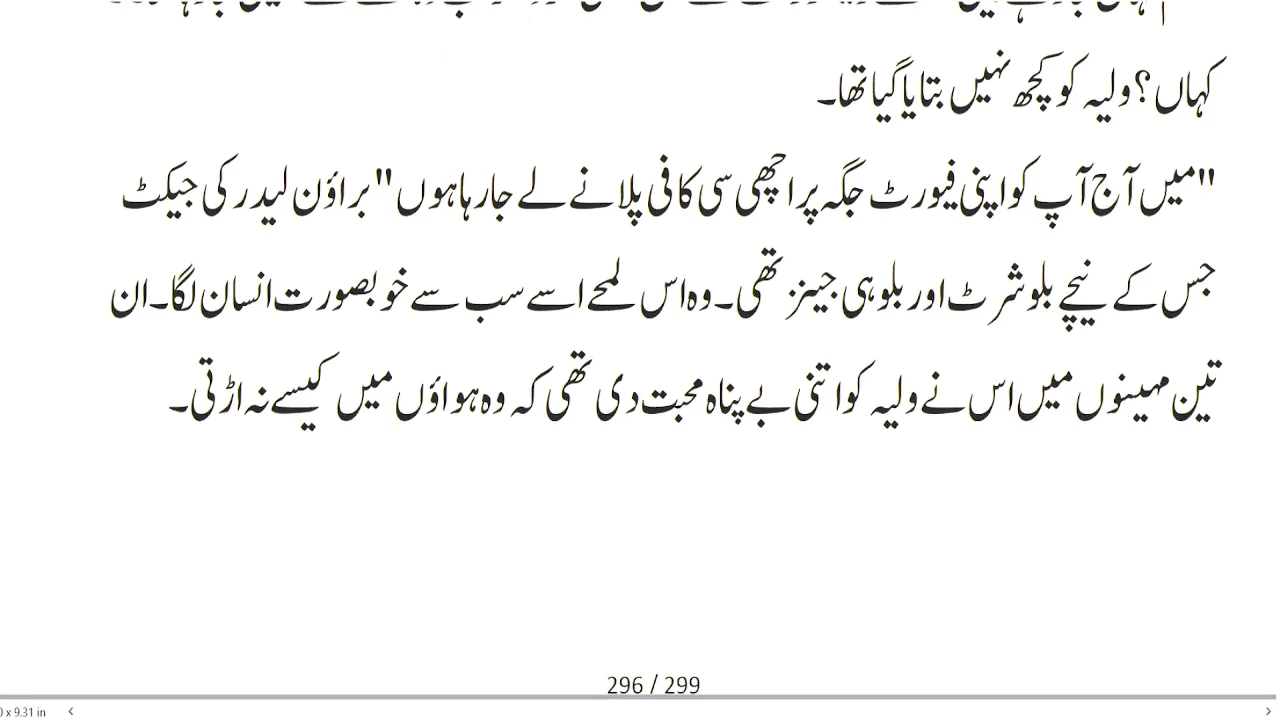 کہاں؟ ولیہ کو کچھ نہیں بتایا گیا تھا۔
"میں آج آپ کو اپنی فیورٹ جگہ پر اچھی سی کافی پلانے لے جا رہا ہوں" براؤن لیدر کی جیکٹ
جس کے نیچے بلو شرٹ اور بلو ہی جینز تھی۔ وہ اس لمحے اسے سب سے خوبصورت انسان لگا۔ ان
تین مہینوں میں اس نے ولیہ کو اتنی بے پناہ محبت دی تھی کہ وہ ہواؤں میں کیسے نہ اڑتی۔
296 / 299
x 9.31 in